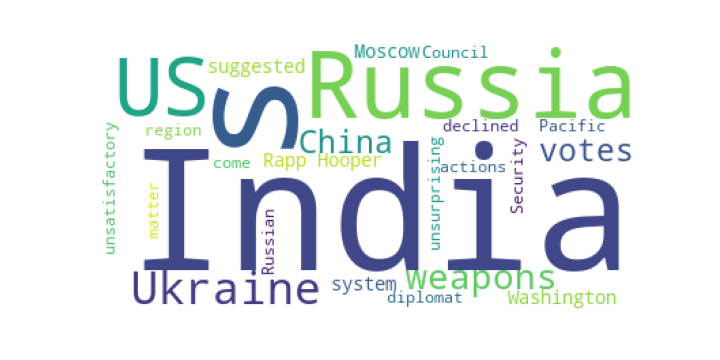 Moscow Council
suggested
US
S
Russia
China
region
declined
Pacific
votes
come
Rapp Hooper
actions
unsatisfactory
matter
Russian
unsurprising
Security
India
Ukraine
system
weapons
diplomat
Washington